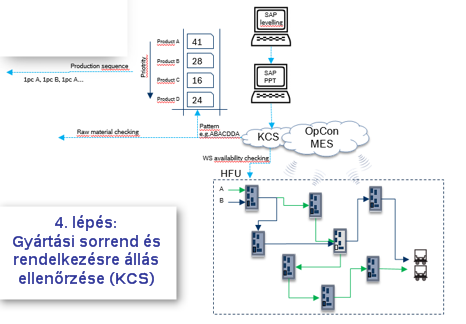 SAP
levelling
Product A 41
Product B 28
Product C 16
Product D 24
Priotrity
Production sequence
1pc A, 1pc B, 1pc A...
SAP
PPT
Pattern
e.g.ABACDDA
Raw material checking
KCS
OpCon
MES
WS availability checking
HFU
A
B
4. lépés:
Gyártási sorrend és
rendelkezésre állás
ellenőrzése (KCS)